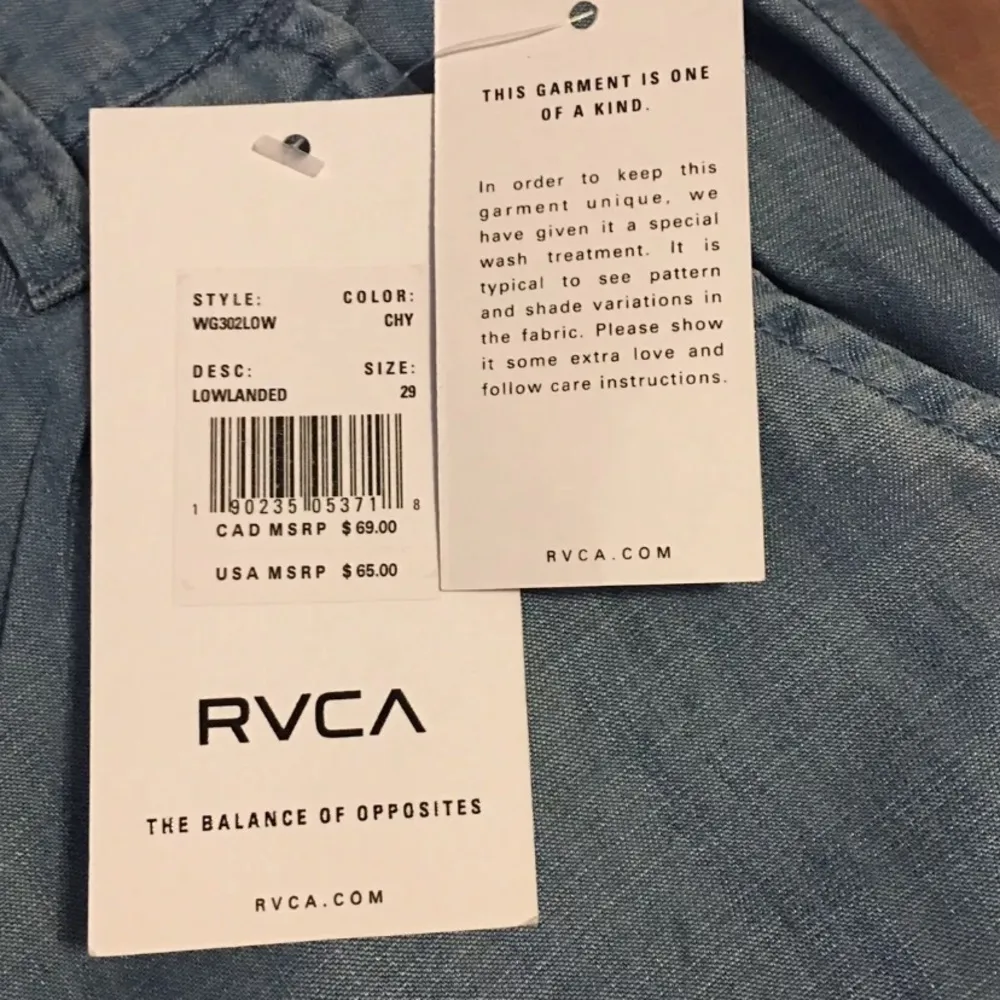 THIS GARMENT IS ONE
OF A KIND.
In order to keep this
garment unique, we
have given it a special
wash treatment. It is
typical to see pattern
and shade variations in
the fabric. Please show
it some extra love and
follow care instructions.
RVCA.COM
STYLE: COLOR:
WG302LOW CHY
DESC: SIZE:
LOWLANDED 29
1 90235 05371 8
CAD MSRP $69.00
USA MSRP $65.00
RVCA
THE BALANCE OF OPPOSITES
RVCA.COM